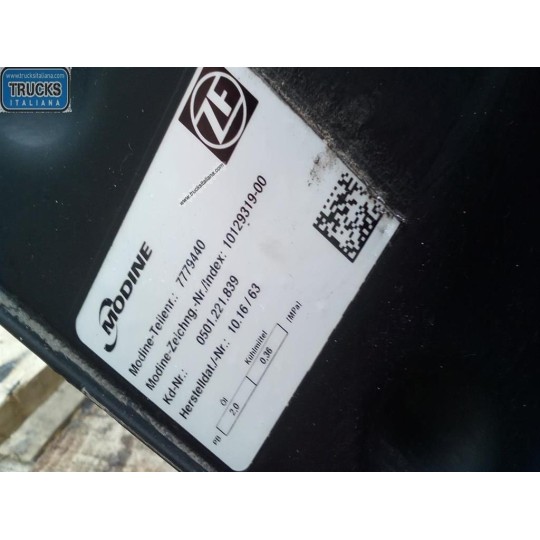 www.trucksitaliana.com
TRUCKS
ITALIANA
ZF
www.trucksitaliana.com
MODINE
Modine-Teilenr.: 7779440
Modine-Zeichng.-Nr./Index: 10129319-00
Kd-Nr.: 0501.221.839
Herstelldat./-Nr.: 10.16 / 63
Öl Kühlmittel
PB 2,0 0,36 [MPa]